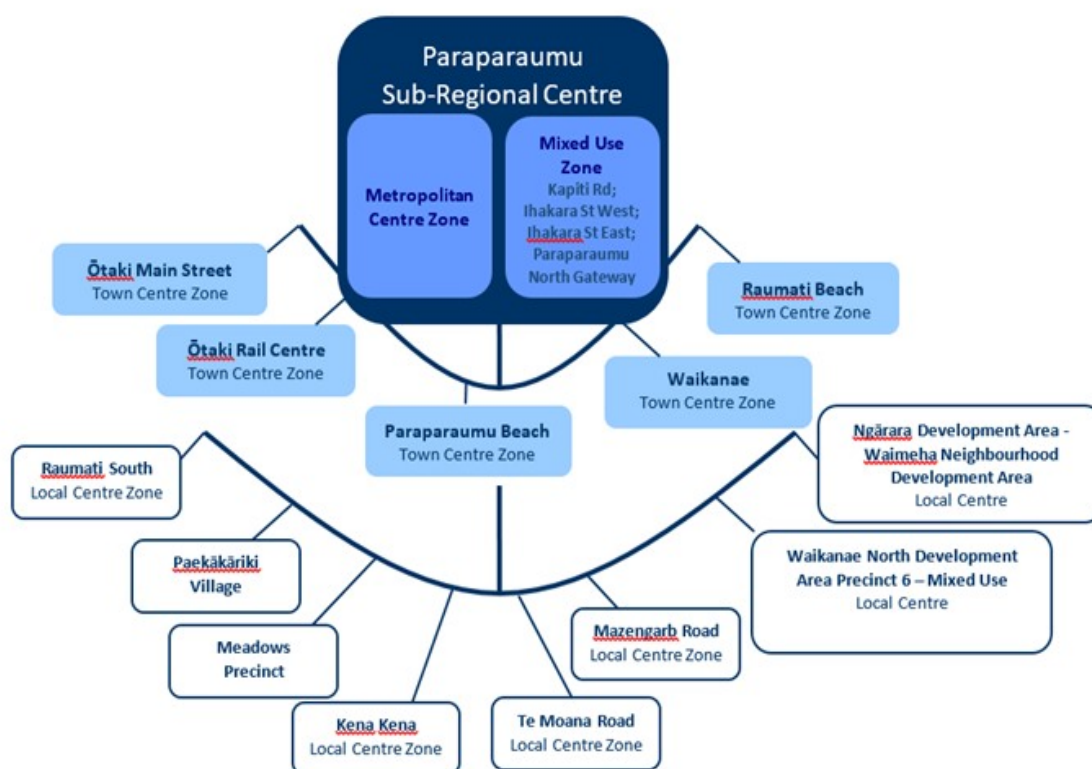 Paraparaumu
Sub-Regional Centre
Metropolitan
Centre Zone
Mixed Use
Zone
Kapiti Rd;
Ihakara St West;
Ihakara St East;
Paraparaumu
North Gateway
Ōtaki Main Street
Town Centre Zone
Raumati Beach
Town Centre Zone
Ōtaki Rail Centre
Town Centre Zone
Waikanae
Town Centre Zone
Paraparaumu Beach
Town Centre Zone
Raumati South
Local Centre Zone
Ngārara Development Area -
Waimeha Neighbourhood
Development Area
Local Centre
Paekākāriki
Village
Waikanae North Development
Area Precinct 6 – Mixed Use
Local Centre
Meadows
Precinct
Mazengarb Road
Local Centre Zone
Kena Kena
Local Centre Zone
Te Moana Road
Local Centre Zone